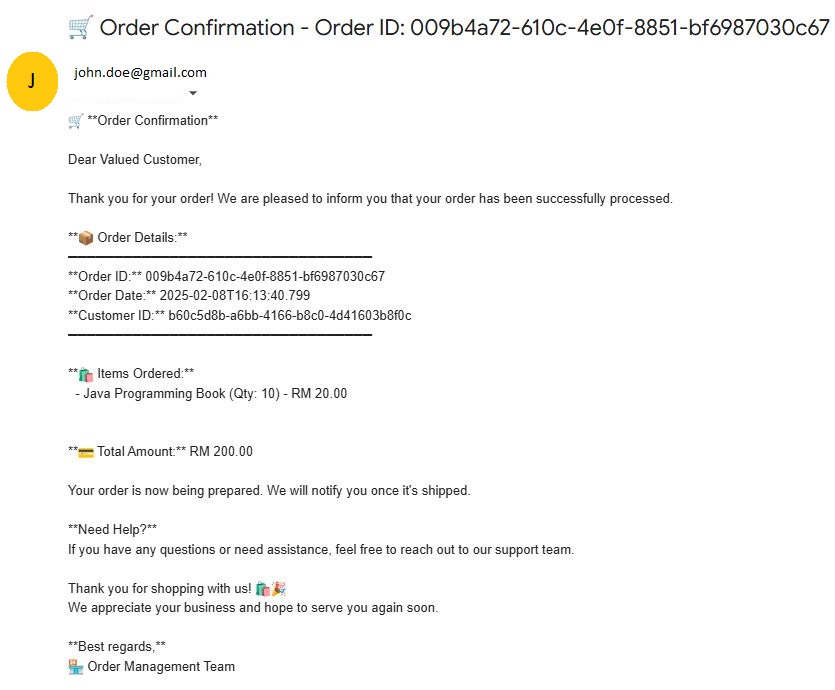 🛒 Order Confirmation - Order ID: 009b4a72-610c-4e0f-8851-bf6987030c67
J
john.doe@gmail.com
🛒 **Order Confirmation**
Dear Valued Customer,
Thank you for your order! We are pleased to inform you that your order has been successfully processed.
**📦 Order Details:**
**Order ID:** 009b4a72-610c-4e0f-8851-bf6987030c67
**Order Date:** 2025-02-08T16:13:40.799
**Customer ID:** b60c5d8b-a6bb-4166-b8c0-4d41603b8f0c
**🛍️ Items Ordered:**
- Java Programming Book (Qty: 10) - RM 20.00
**💳 Total Amount:** RM 200.00
Your order is now being prepared. We will notify you once it's shipped.
**Need Help?**
If you have any questions or need assistance, feel free to reach out to our support team.
Thank you for shopping with us! 🛍️🎉
We appreciate your business and hope to serve you again soon.
**Best regards,**
🏪 Order Management Team